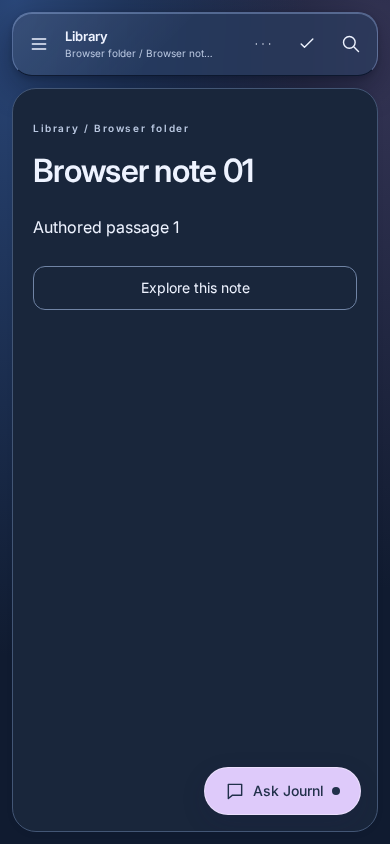 Library
Browser folder / Browser not...
Library / Browser folder
Browser note 01
Authored passage 1
Explore this note
Ask Journl